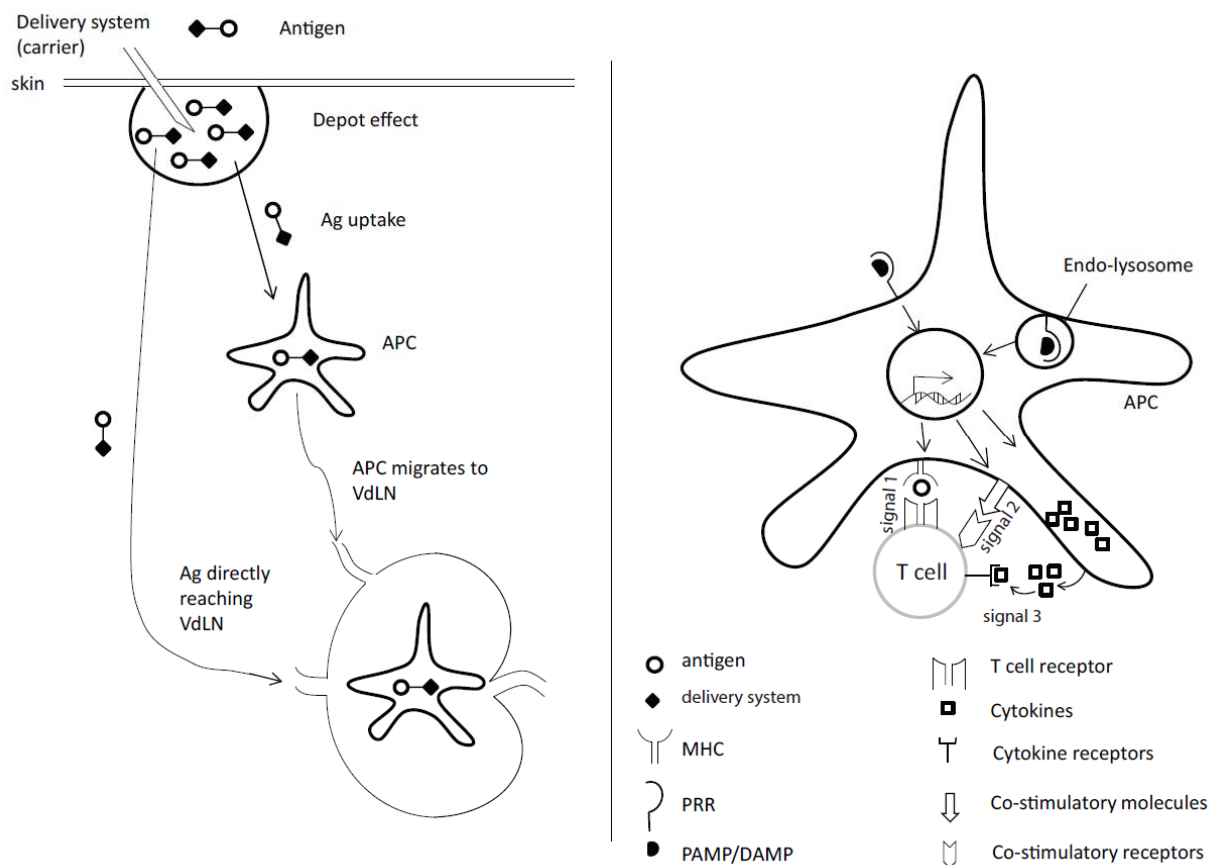 Delivery system
(carrier)
Antigen
skin
Depot effect
Ag uptake
APC
APC migrates to
VdLN
Ag directly
reaching
VdLN
Endo-lysosome
APC
signal 1
signal 2
T cell
signal 3
antigen
delivery system
MHC
PRR
PAMP/DAMP
T cell receptor
Cytokines
Cytokine receptors
Co-stimulatory molecules
Co-stimulatory receptors